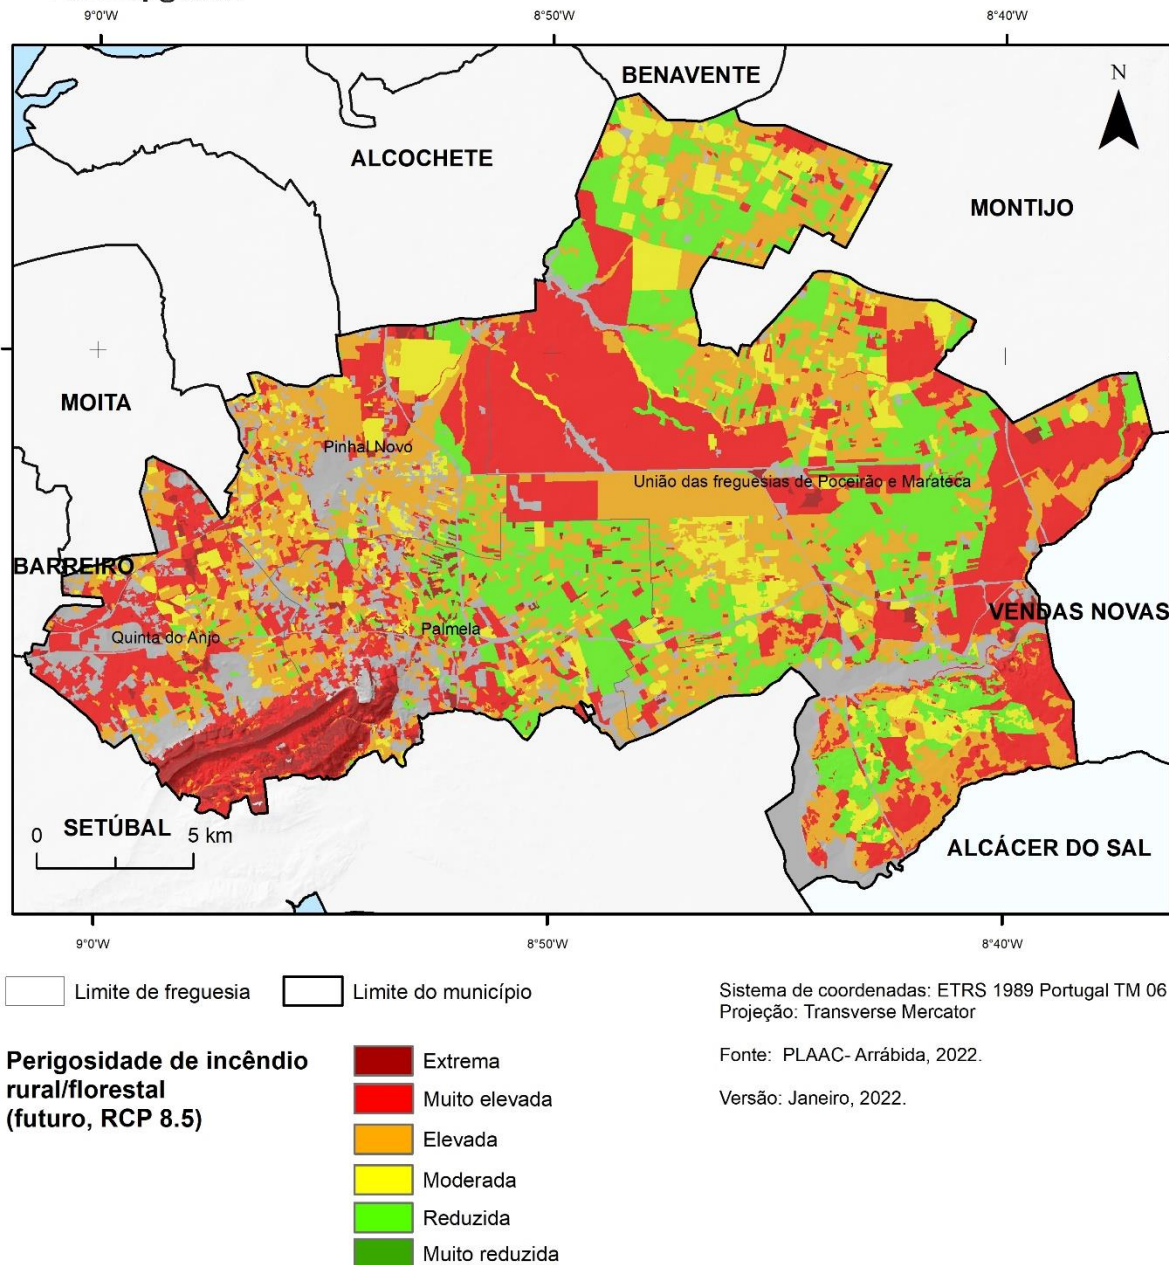 9°0'W
8°50'W
8°40'W
BENAVENTE
N
ALCOCHETE
MONTIJO
MOITA
Pinhal Novo
União das freguesias de Poceirão e Marateca
BARREIRO
VENDAS NOVAS
Palmela
Quinta do Anjo
SETÚBAL
0
5 km
ALCÁCER DO SAL
9°0'W
8°50'W
8°40'W
Limite de freguesia
Limite do município
Sistema de coordenadas: ETRS 1989 Portugal TM 06
Projeção: Transverse Mercator
Fonte: PLAAC- Arrábida, 2022.
Versão: Janeiro, 2022.
Perigosidade de incêndio
rural/florestal
(futuro, RCP 8.5)
Extrema
Muito elevada
Elevada
Moderada
Reduzida
Muito reduzida